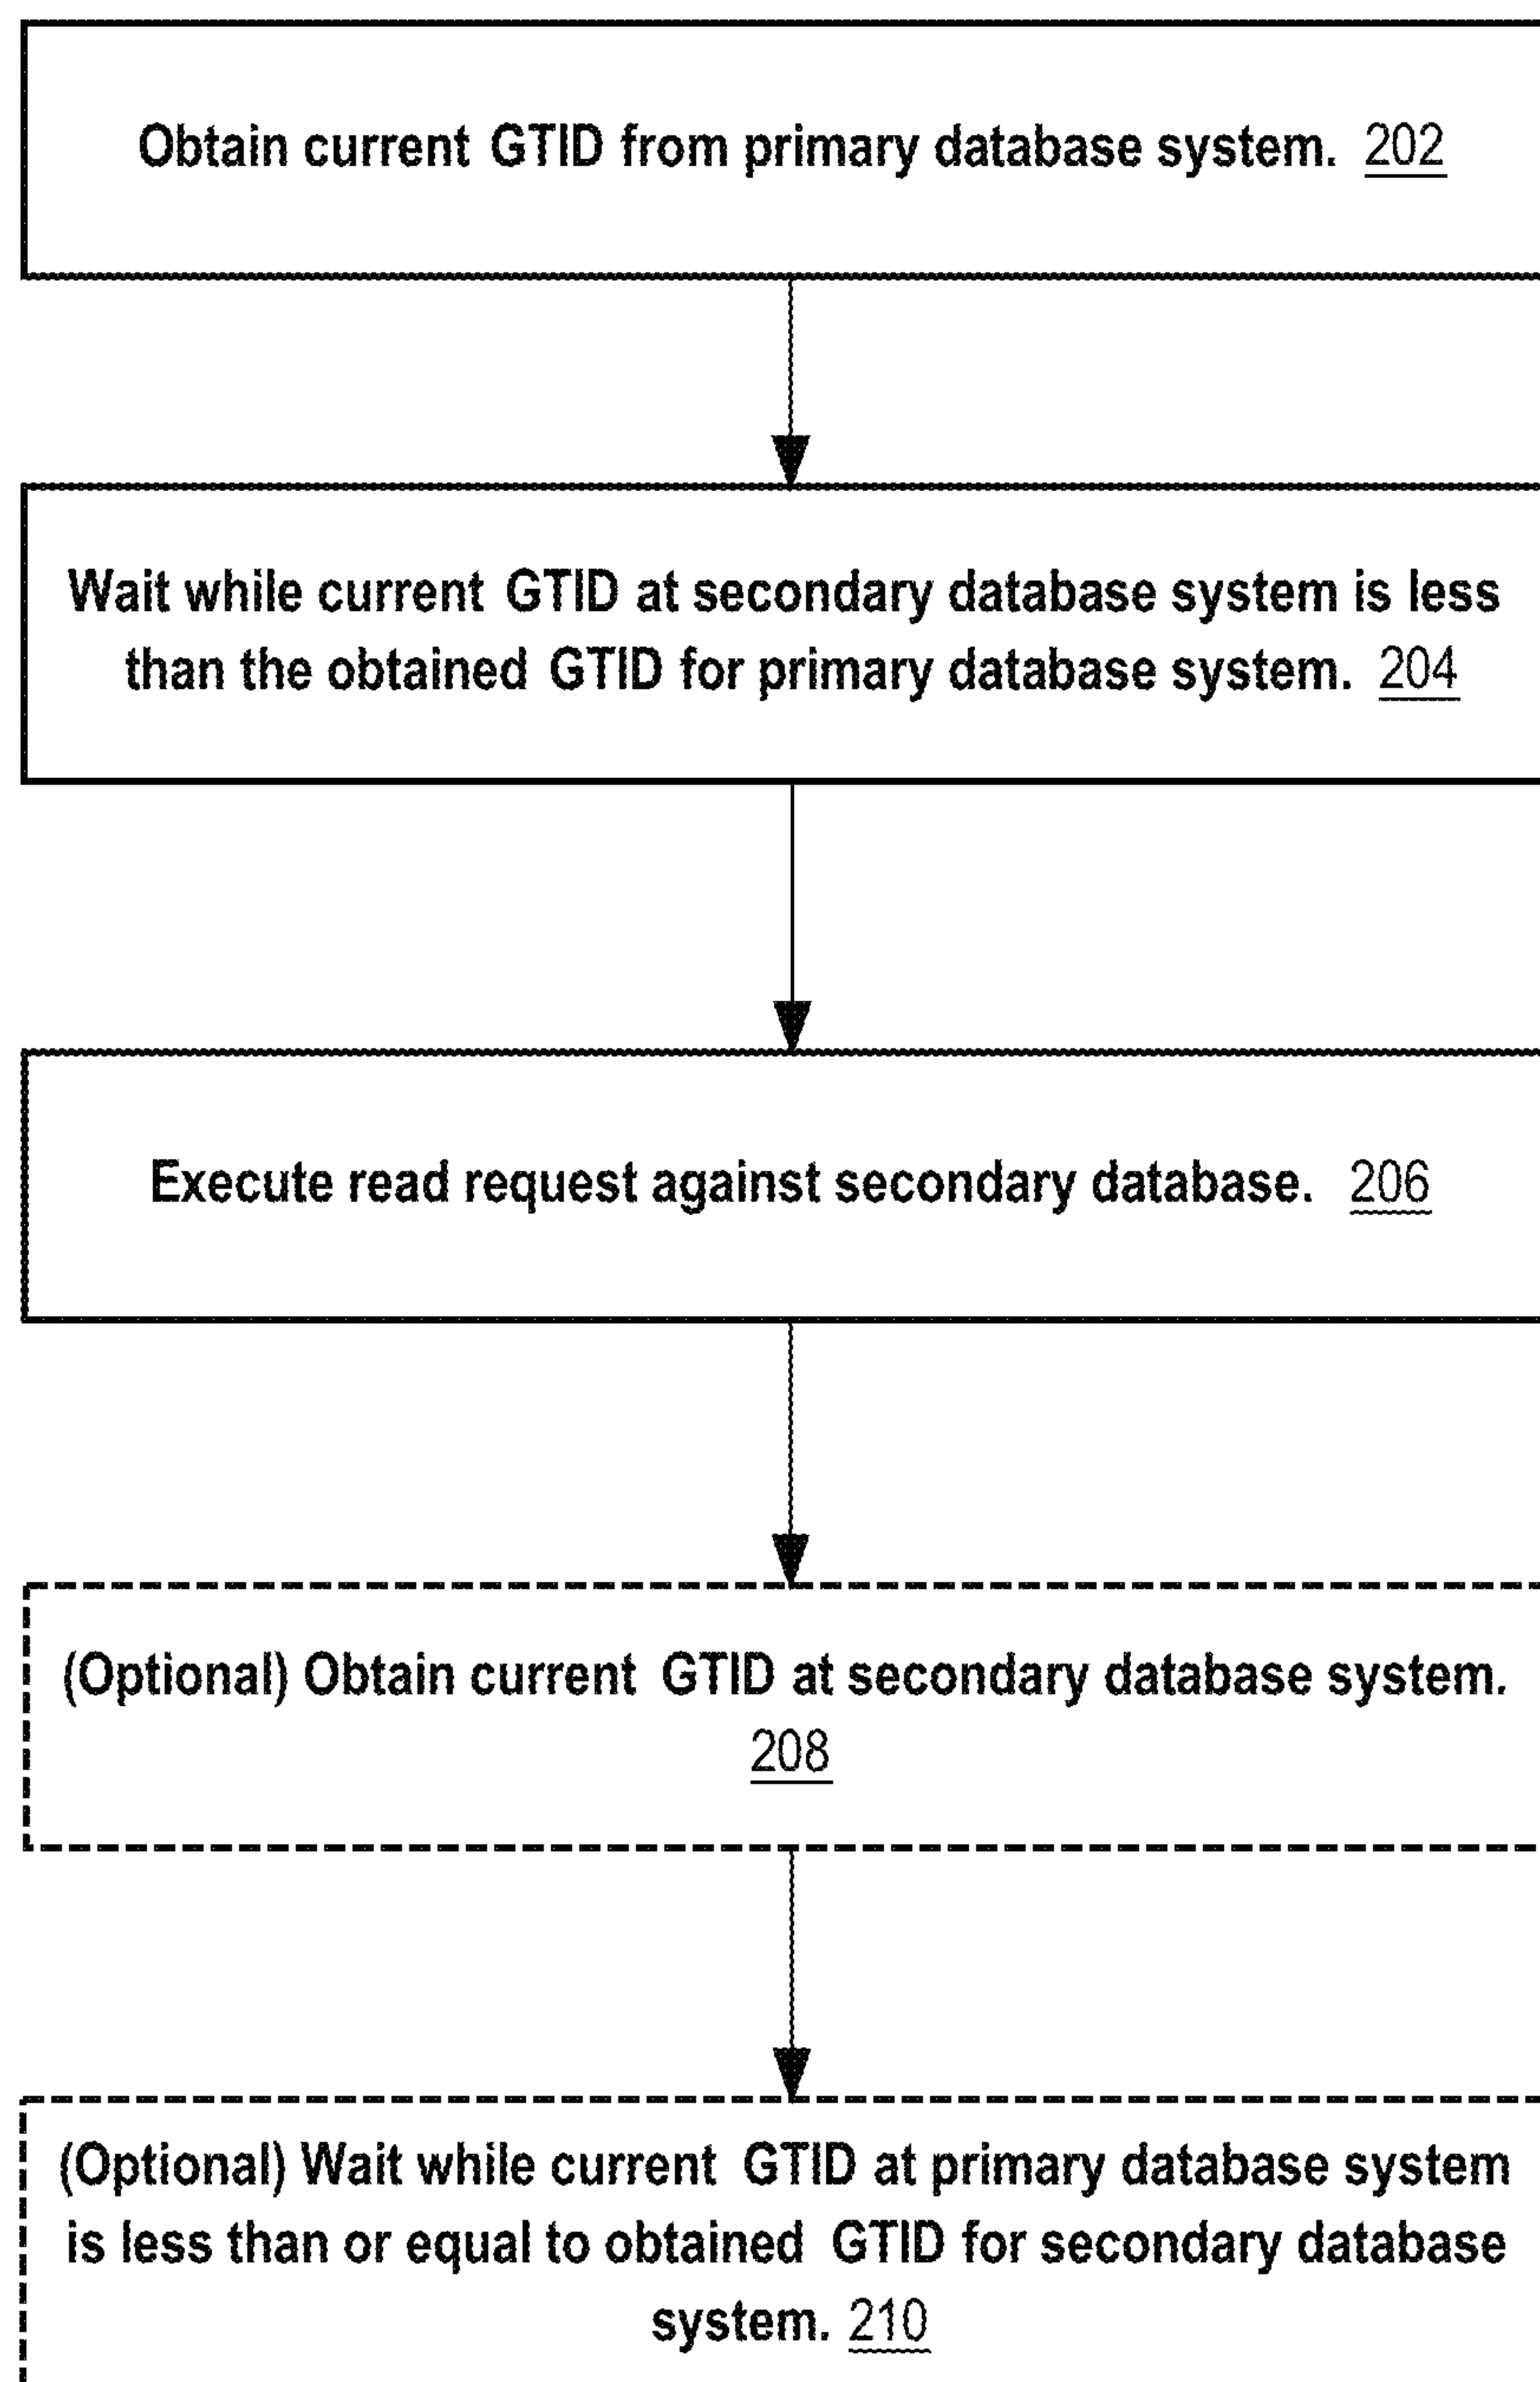 Obtain current GTID from primary database system. 202
Wait while current GTID at secondary database system is less
than the obtained GTID for primary database system. 204
Execute read request against secondary database. 206
(Optional) Obtain current GTID at secondary database system.
208
(Optional) Wait while current GTID at primary database system
is less than or equal to obtained GTID for secondary database
system. 210